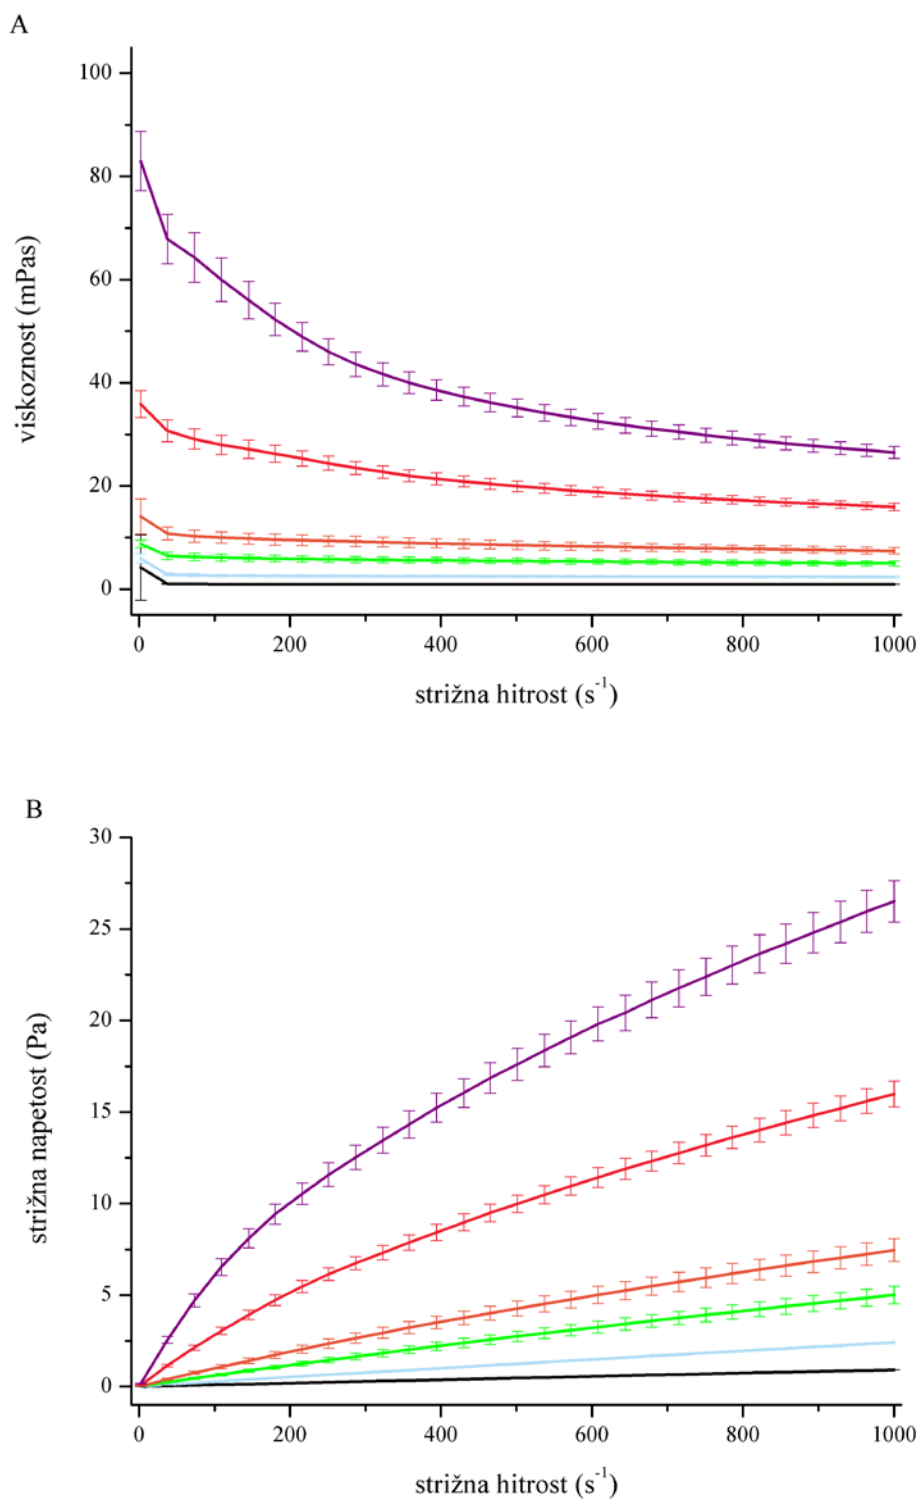 A
100
80
60
40
20
0
viskoznost (mPas)
0 200 400 600 800 1000
strižna hitrost (s⁻¹)
B
30
25
20
15
10
5
0
strižna napetost (Pa)
0 200 400 600 800 1000
strižna hitrost (s⁻¹)